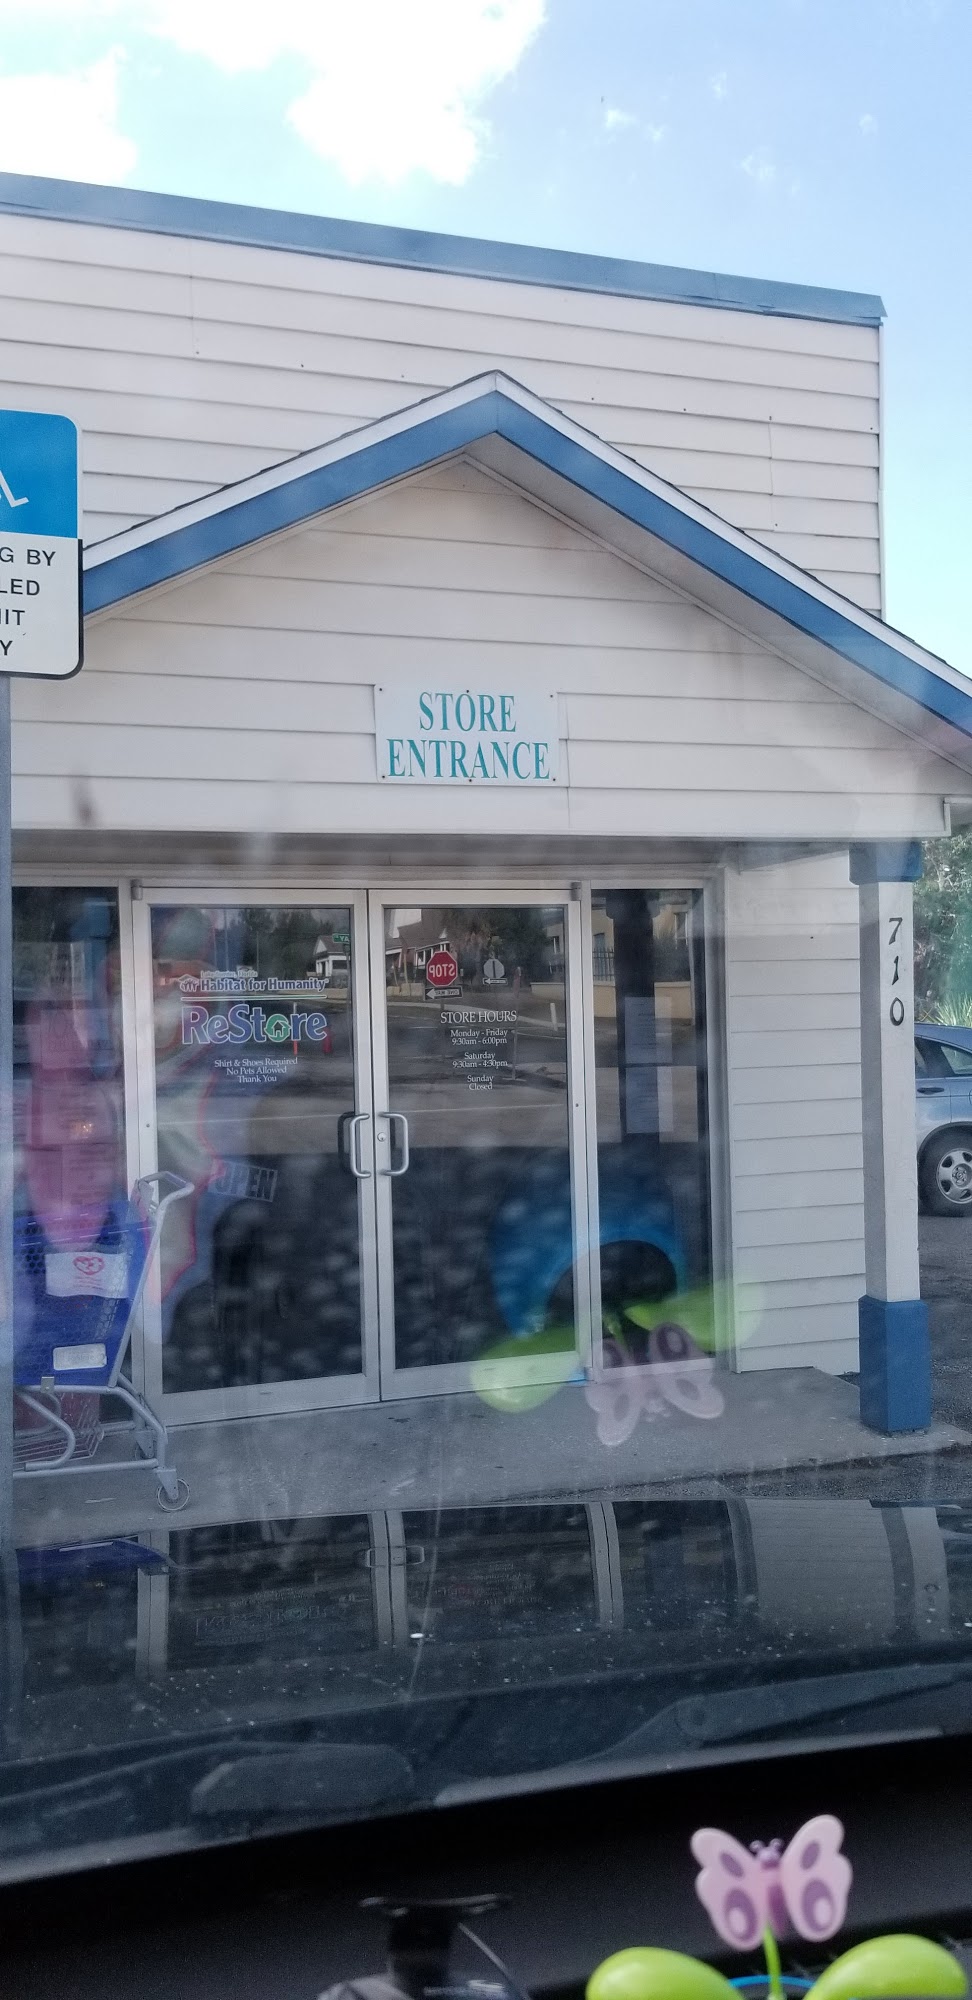 G BY
LED
IIT
Y
STORE
ENTRANCE
710
Habitat for Humanity
ReStore
Shirt & Shoes Required
No Pets Allowed
Thank You
OPEN
STOP
STORE HOURS
Monday - Friday
9:30am - 6:00pm
Saturday
9:30am - 4:30pm
Sunday
Closed